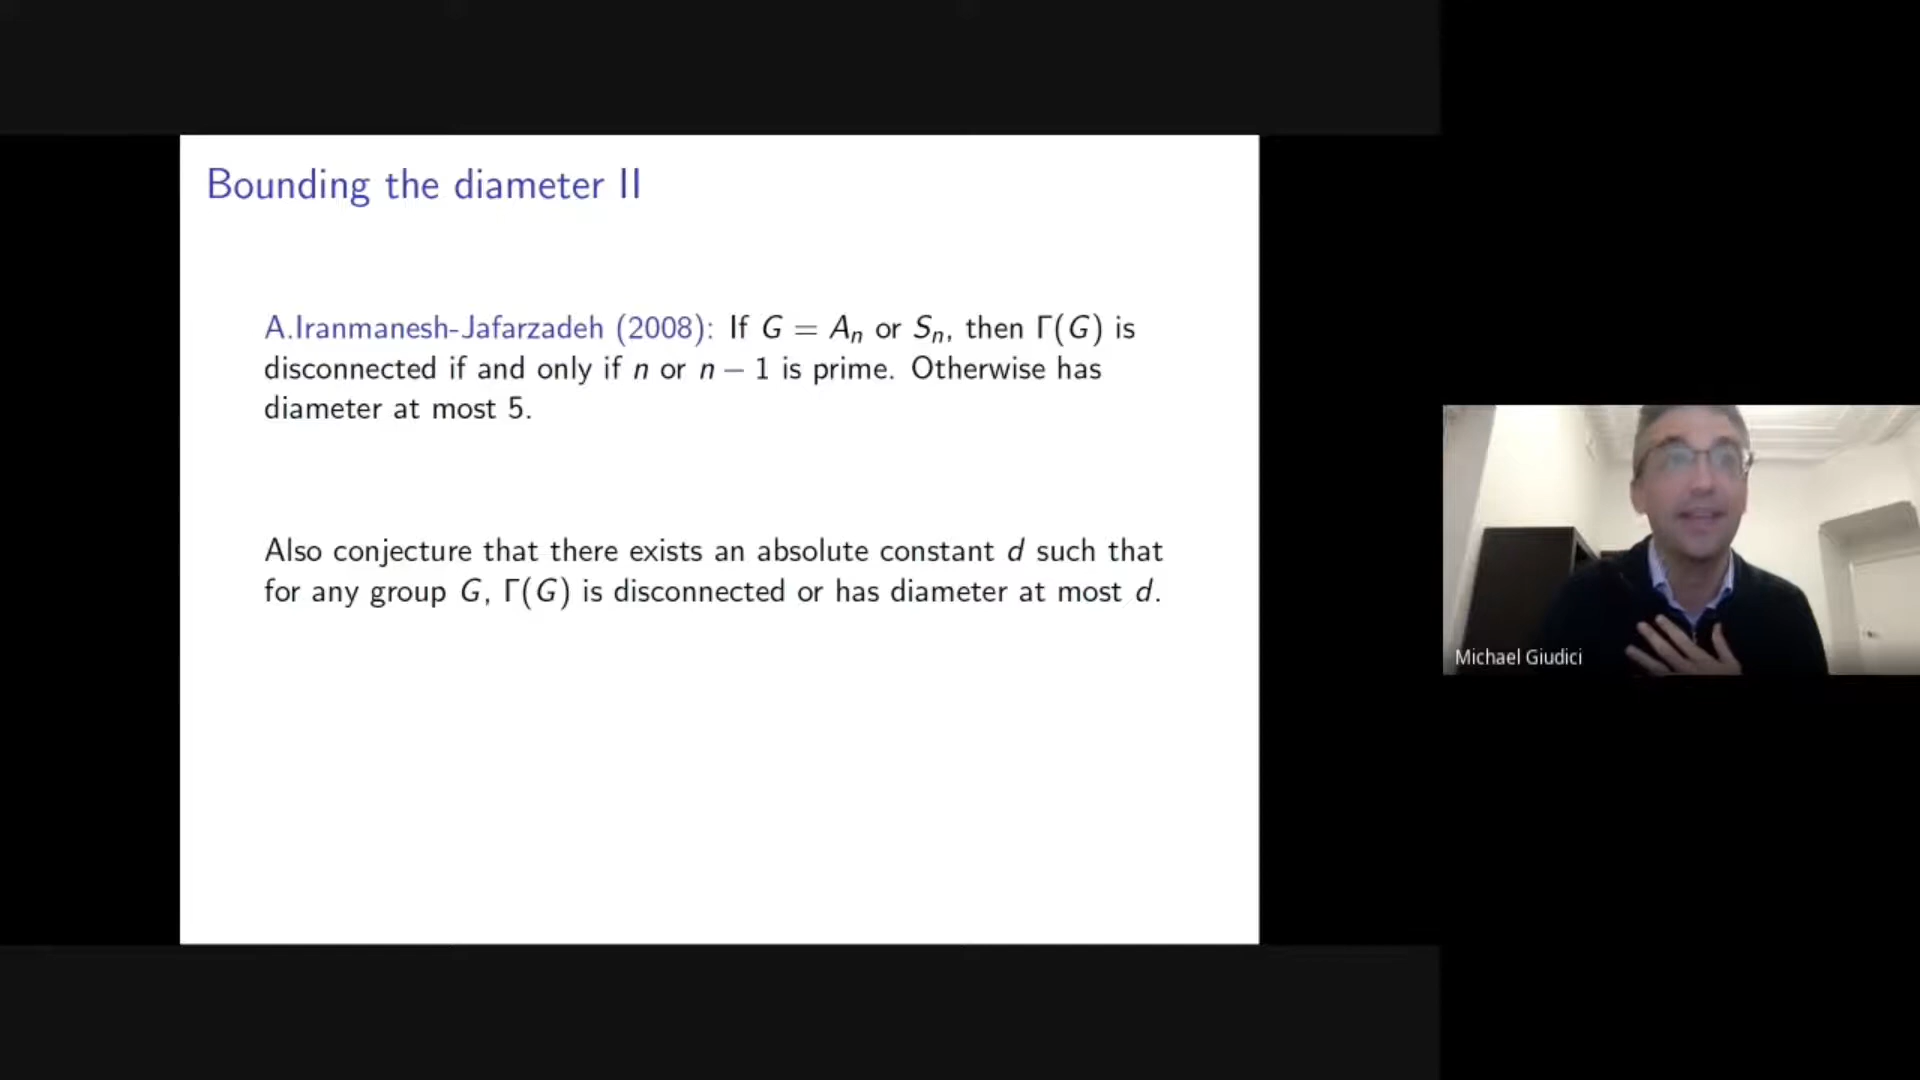 Bounding the diameter II
A.Iranmanesh-Jafarzadeh (2008): If G = Aₙ or Sₙ, then Γ(G) is
disconnected if and only if n or n − 1 is prime. Otherwise has
diameter at most 5.
Also conjecture that there exists an absolute constant d such that
for any group G, Γ(G) is disconnected or has diameter at most d.
Michael Giudici